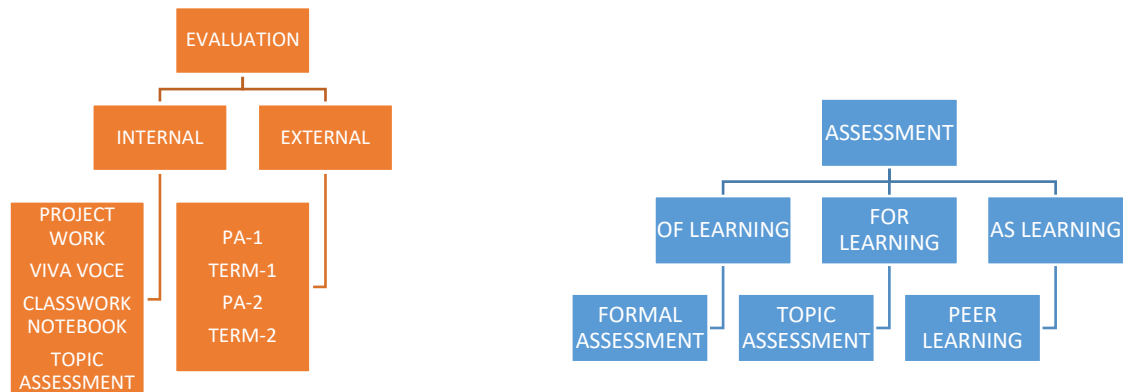 EVALUATION
INTERNAL
EXTERNAL
PROJECT
WORK
VIVA VOCE
CLASSWORK
NOTEBOOK
TOPIC
ASSESSMENT
PA-1
TERM-1
PA-2
TERM-2
ASSESSMENT
OF LEARNING
FOR
LEARNING
AS LEARNING
FORMAL
ASSESSMENT
TOPIC
ASSESSMENT
PEER
LEARNING